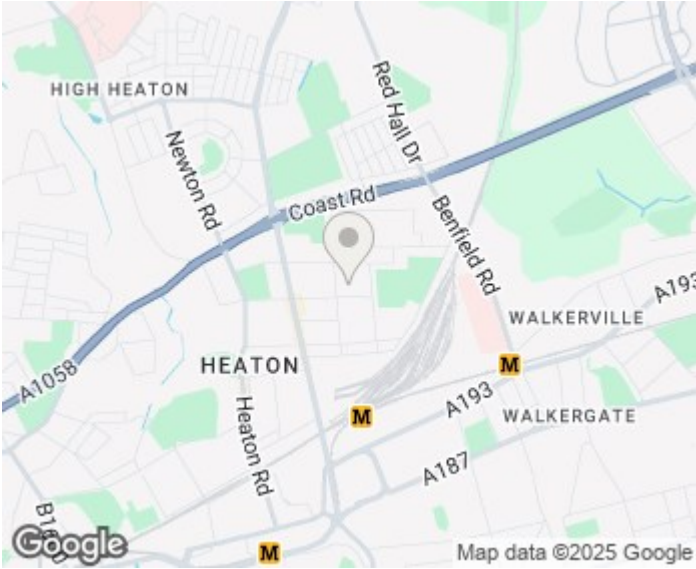 HIGH HEATON
Newton Rd
Red Hall Dr
Coast Rd
Benfield Rd
A193
WALKERVILLE
HEATON
A1058
M
M
A193
WALKERGATE
Heaton Rd
A187
M
Google
Map data ©2025 Google